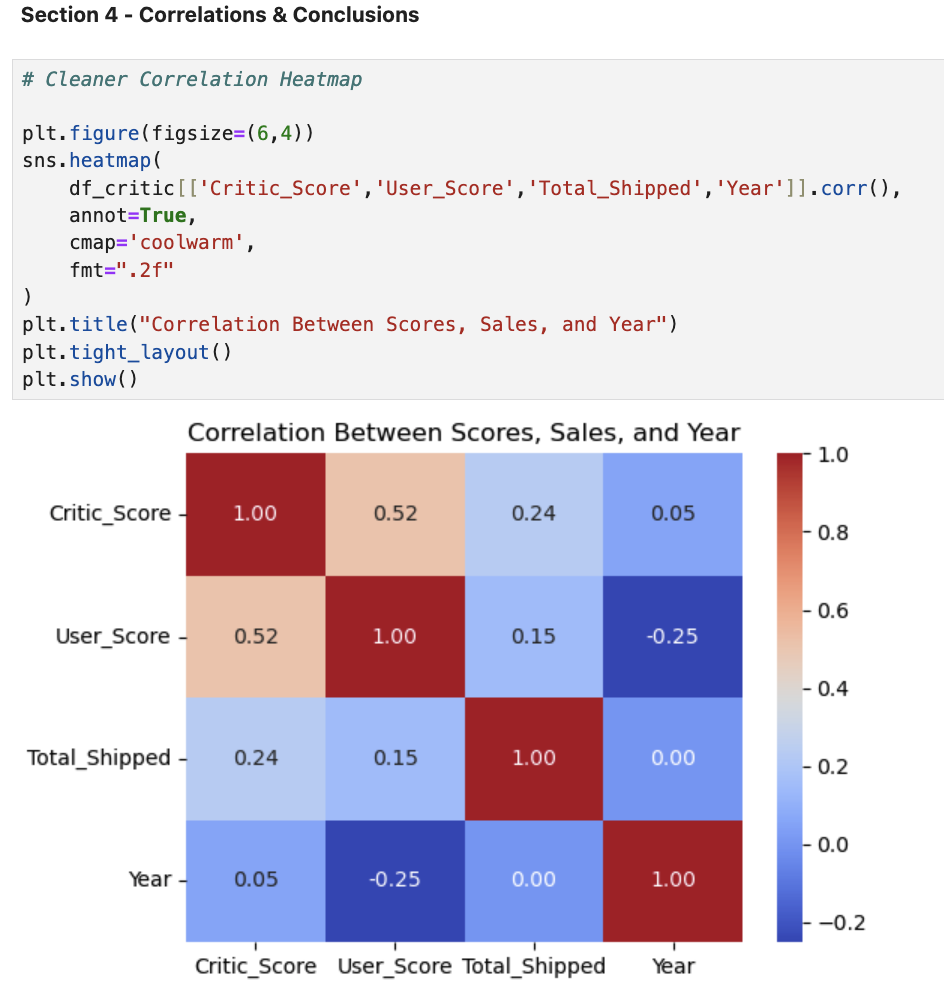 Section 4 - Correlations & Conclusions
# Cleaner Correlation Heatmap
plt.figure(figsize=(6,4))
sns.heatmap(
    df_critic[['Critic_Score','User_Score','Total_Shipped','Year']].corr(),
    annot=True,
    cmap='coolwarm',
    fmt=".2f"
)
plt.title("Correlation Between Scores, Sales, and Year")
plt.tight_layout()
plt.show()
Correlation Between Scores, Sales, and Year
Critic_Score 1.00 0.52 0.24 0.05
User_Score 0.52 1.00 0.15 -0.25
Total_Shipped 0.24 0.15 1.00 0.00
Year 0.05 -0.25 0.00 1.00
Critic_Score User_Score Total_Shipped Year
1.0
0.8
0.6
0.4
0.2
0.0
−0.2